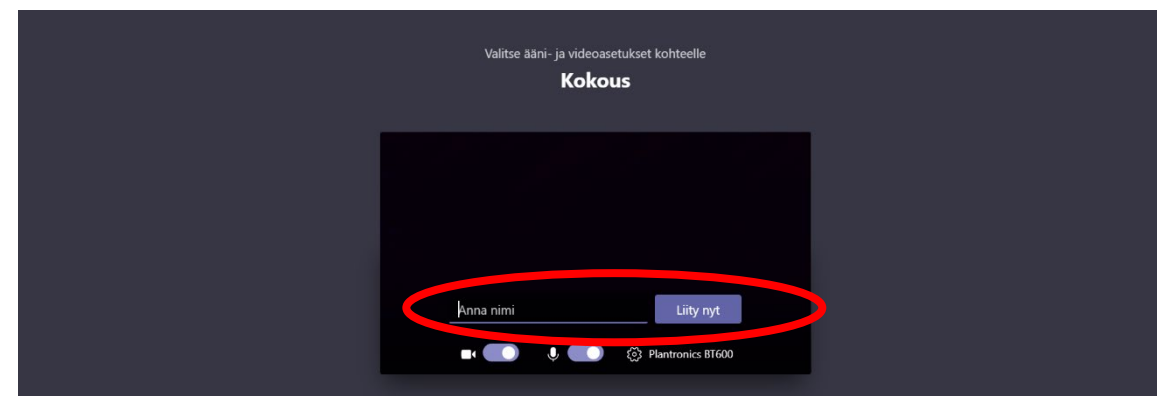 Valitse ääni- ja videoasetukset kohteelle
Kokous
Anna nimi
Liity nyt
Plantronics BT600